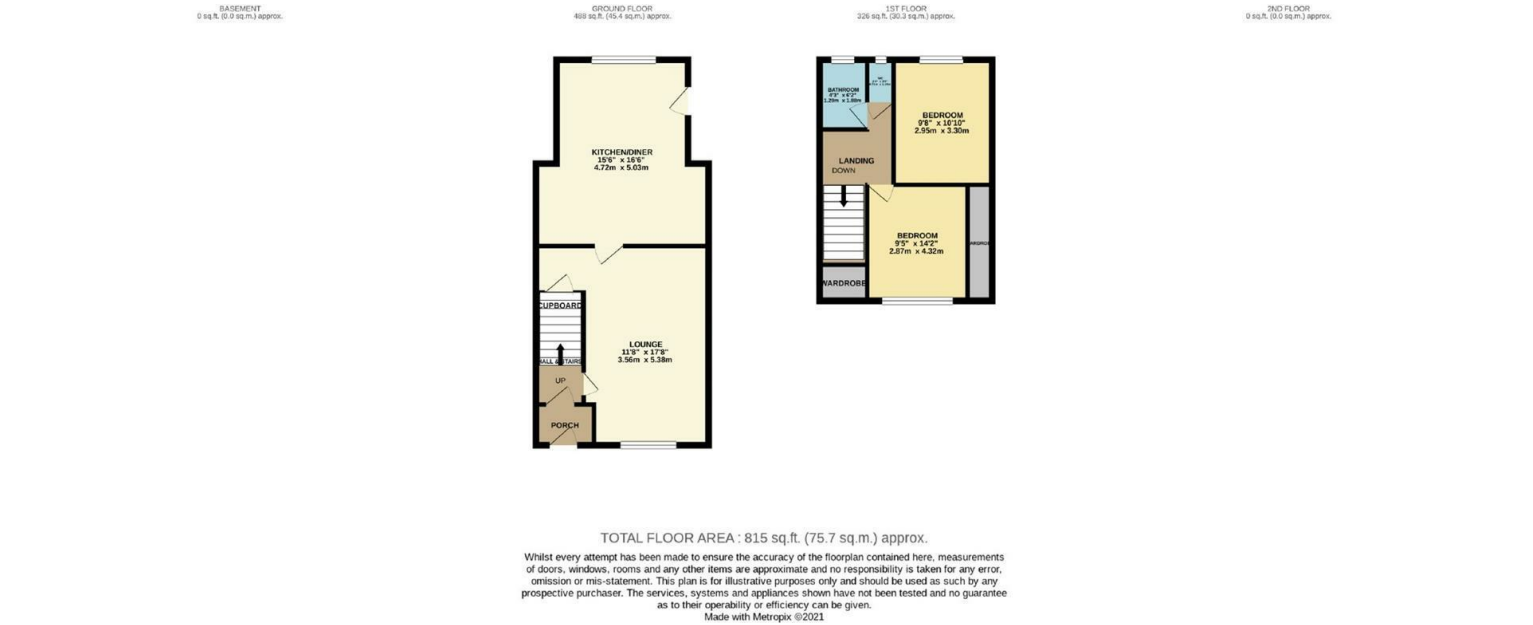 BASEMENT
0 sq.ft. (0.0 sq.m.) approx.
GROUND FLOOR
488 sq.ft. (45.4 sq.m.) approx.
1ST FLOOR
326 sq.ft. (30.3 sq.m.) approx.
2ND FLOOR
0 sq.ft. (0.0 sq.m.) approx.
KITCHEN/DINER
15'6" x 16'6"
4.72m x 5.03m
CUPBOARD
LOUNGE
11'8" x 17'8"
3.56m x 5.38m
UP
PORCH
BATHROOM
4'3" x 6'2"
1.29m x 1.88m
BEDROOM
9'8" x 10'10"
2.95m x 3.30m
LANDING
DOWN
BEDROOM
9'5" x 14'2"
2.87m x 4.32m
WARDROBE
TOTAL FLOOR AREA : 815 sq.ft. (75.7 sq.m.) approx.
Whilst every attempt has been made to ensure the accuracy of the floorplan contained here, measurements
of doors, windows, rooms and any other items are approximate and no responsibility is taken for any error,
omission or mis-statement. This plan is for illustrative purposes only and should be used as such by any
prospective purchaser. The services, systems and appliances shown have not been tested and no guarantee
as to their operability or efficiency can be given.
Made with Metropix ©2021